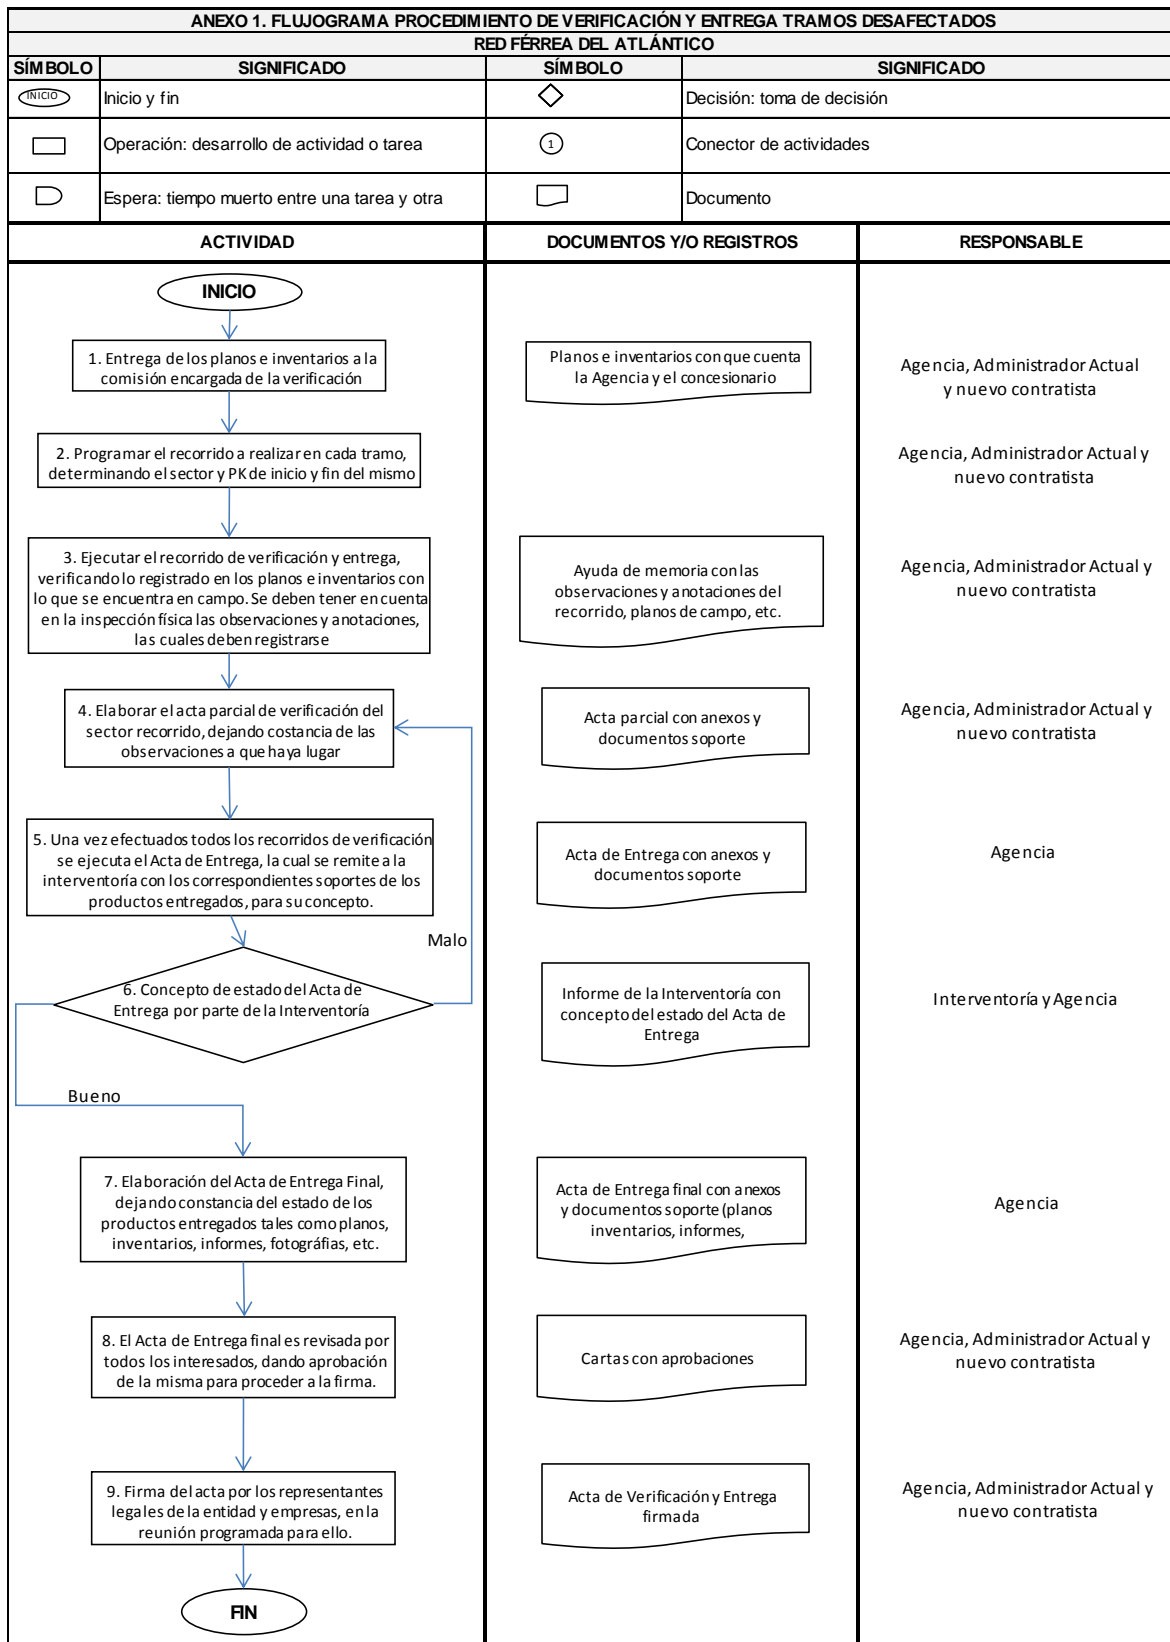 ANEXO 1. FLUJOGRAMA PROCEDIMIENTO DE VERIFICACIÓN Y ENTREGA TRAMOS DESAFECTADOS
RED FÉRREA DEL ATLÁNTICO
SÍMBOLO SIGNIFICADO SÍMBOLO SIGNIFICADO
INICIO Inicio y fin Decisión: toma de decisión
Operación: desarrollo de actividad o tarea 1 Conector de actividades
Espera: tiempo muerto entre una tarea y otra Documento
ACTIVIDAD DOCUMENTOS Y/O REGISTROS RESPONSABLE
INICIO
1. Entrega de los planos e inventarios a la
comisión encargada de la verificación
Planos e inventarios con que cuenta
la Agencia y el concesionario
Agencia, Administrador Actual
y nuevo contratista
2. Programar el recorrido a realizar en cada tramo,
determinando el sector y PK de inicio y fin del mismo
Agencia, Administrador Actual y
nuevo contratista
3. Ejecutar el recorrido de verificación y entrega,
verificando lo registrado en los planos e inventarios con
lo que se encuentra en campo. Se deben tener en cuenta
en la inspección física las observaciones y anotaciones,
las cuales deben registrarse
Ayuda de memoria con las
observaciones y anotaciones del
recorrido, planos de campo, etc.
Agencia, Administrador Actual y
nuevo contratista
4. Elaborar el acta parcial de verificación del
sector recorrido, dejando costancia de las
observaciones a que haya lugar
Acta parcial con anexos y
documentos soporte
Agencia, Administrador Actual y
nuevo contratista
5. Una vez efectuados todos los recorridos de verificación
se ejecuta el Acta de Entrega, la cual se remite a la
interventoría con los correspondientes soportes de los
productos entregados, para su concepto.
Acta de Entrega con anexos y
documentos soporte
Agencia
Malo
6. Concepto de estado del Acta de
Entrega por parte de la Interventoría
Informe de la Interventoría con
concepto del estado del Acta de
Entrega
Interventoría y Agencia
Bueno
7. Elaboración del Acta de Entrega Final,
dejando constancia del estado de los
productos entregados tales como planos,
inventarios, informes, fotográfias, etc.
Acta de Entrega final con anexos
y documentos soporte (planos
inventarios, informes,
Agencia
8. El Acta de Entrega final es revisada por
todos los interesados, dando aprobación
de la misma para proceder a la firma.
Cartas con aprobaciones
Agencia, Administrador Actual y
nuevo contratista
9. Firma del acta por los representantes
legales de la entidad y empresas, en la
reunión programada para ello.
Acta de Verificación y Entrega
firmada
Agencia, Administrador Actual y
nuevo contratista
FIN